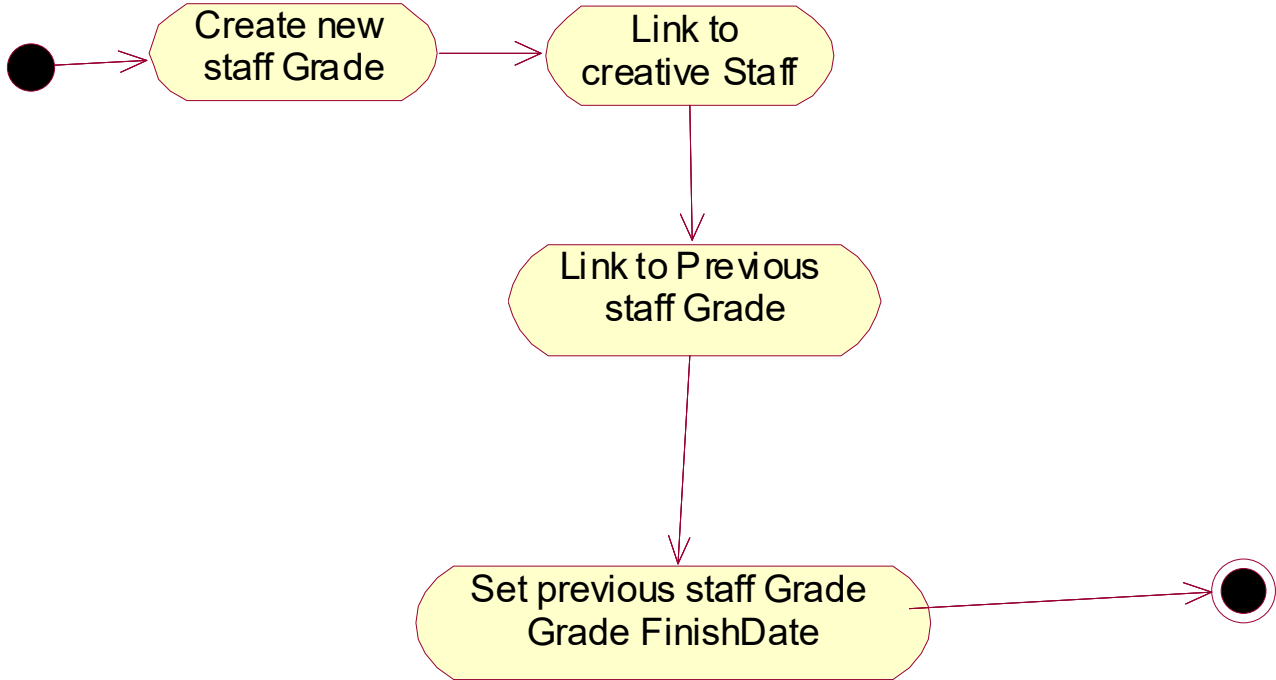 Create new
staff Grade
Link to
creative Staff
Link to Previous
staff Grade
Set previous staff Grade
Grade FinishDate